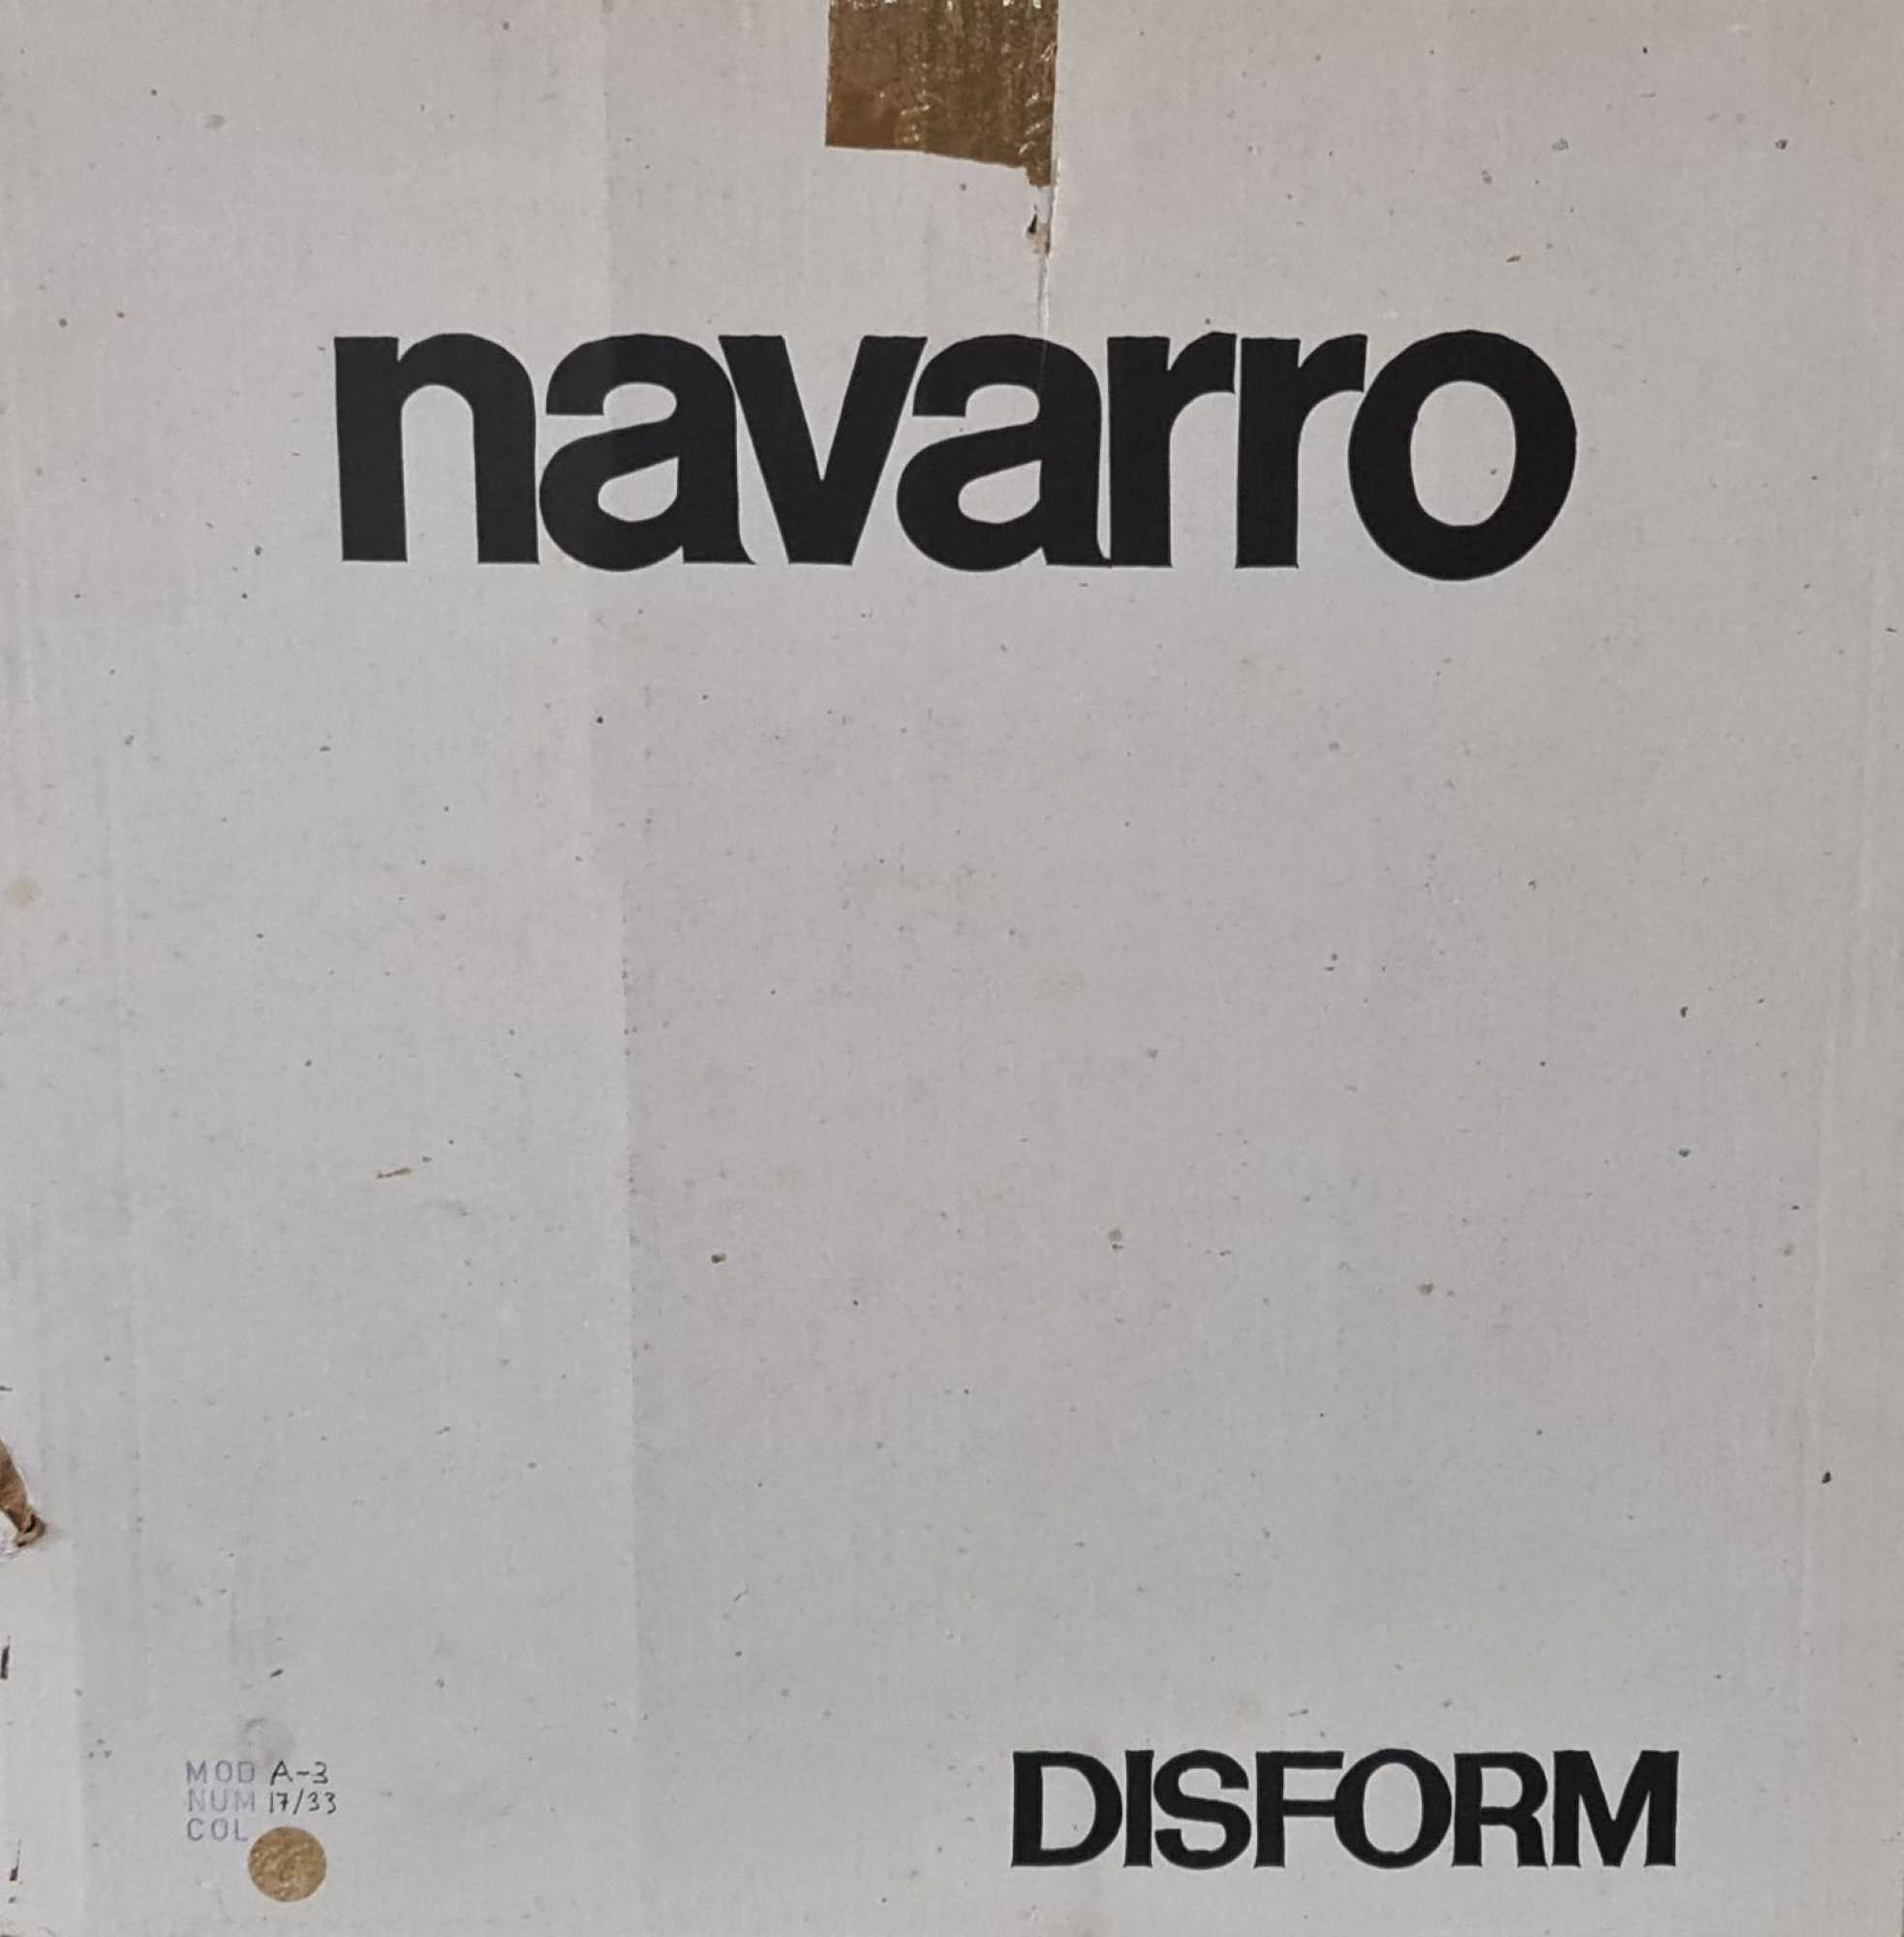 navarro
DISFORM
MOD A-3
NUM 17/33
COL